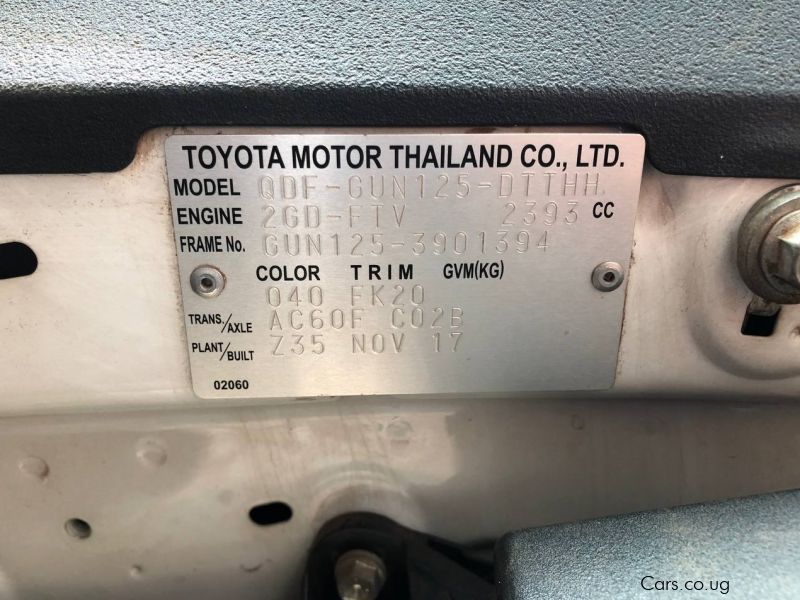 TOYOTA MOTOR THAILAND CO., LTD.
MODEL QDF-GUN125-DTTHH
ENGINE 2GD-FTV 2393 CC
FRAME No. GUN125-3901394
COLOR TRIM GVM(KG)
040 FK20
TRANS./AXLE AC60F C02B
PLANT/BUILT Z35 NOV 17
02060
Cars.co.ug